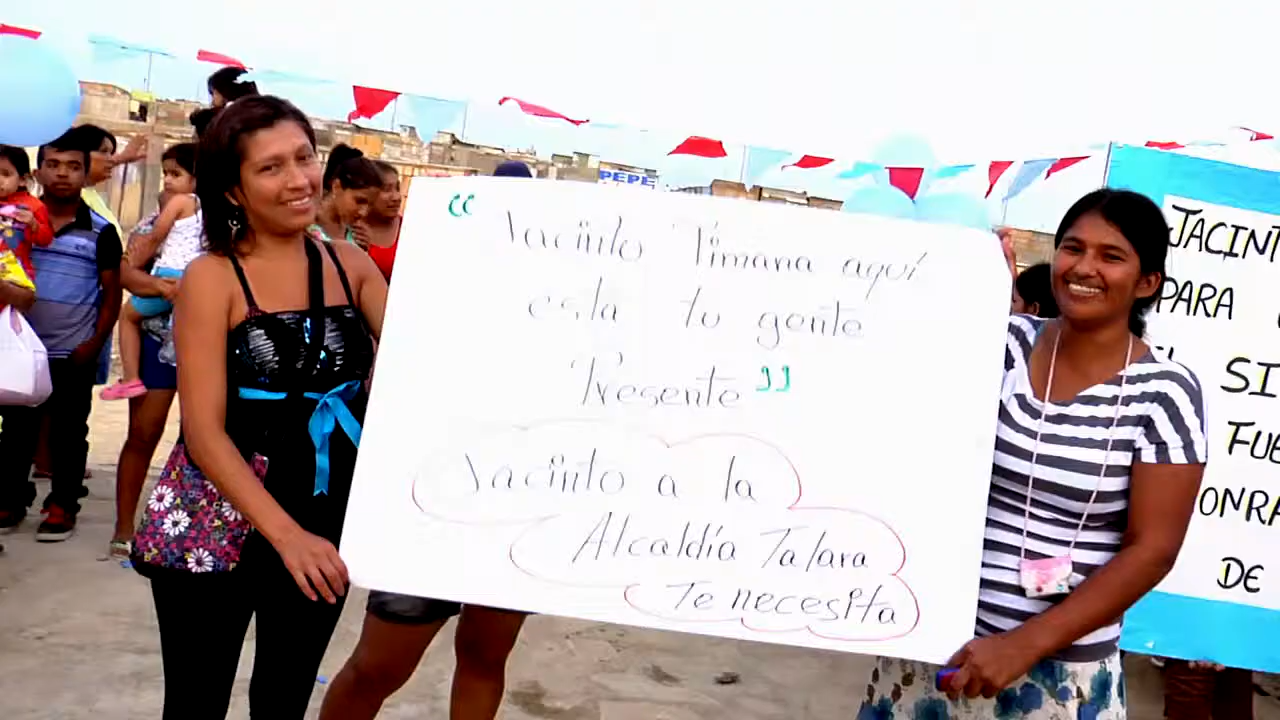 PEPE
“ Jacinto Timana aquí
esta tu gente
Presente ”
Jacinto a la
Alcaldía Talara
Te necesita
JACINT
PARA
SI
FUE
ONRA
DE